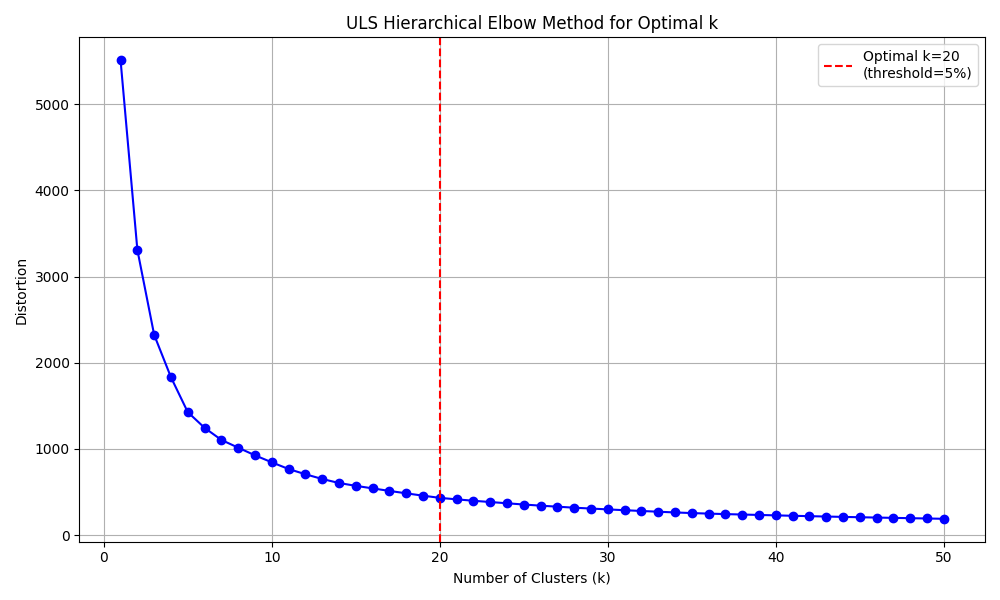 ULS Hierarchical Elbow Method for Optimal k
Optimal k=20
(threshold=5%)
Distortion
5000
4000
3000
2000
1000
0
0 10 20 30 40 50
Number of Clusters (k)